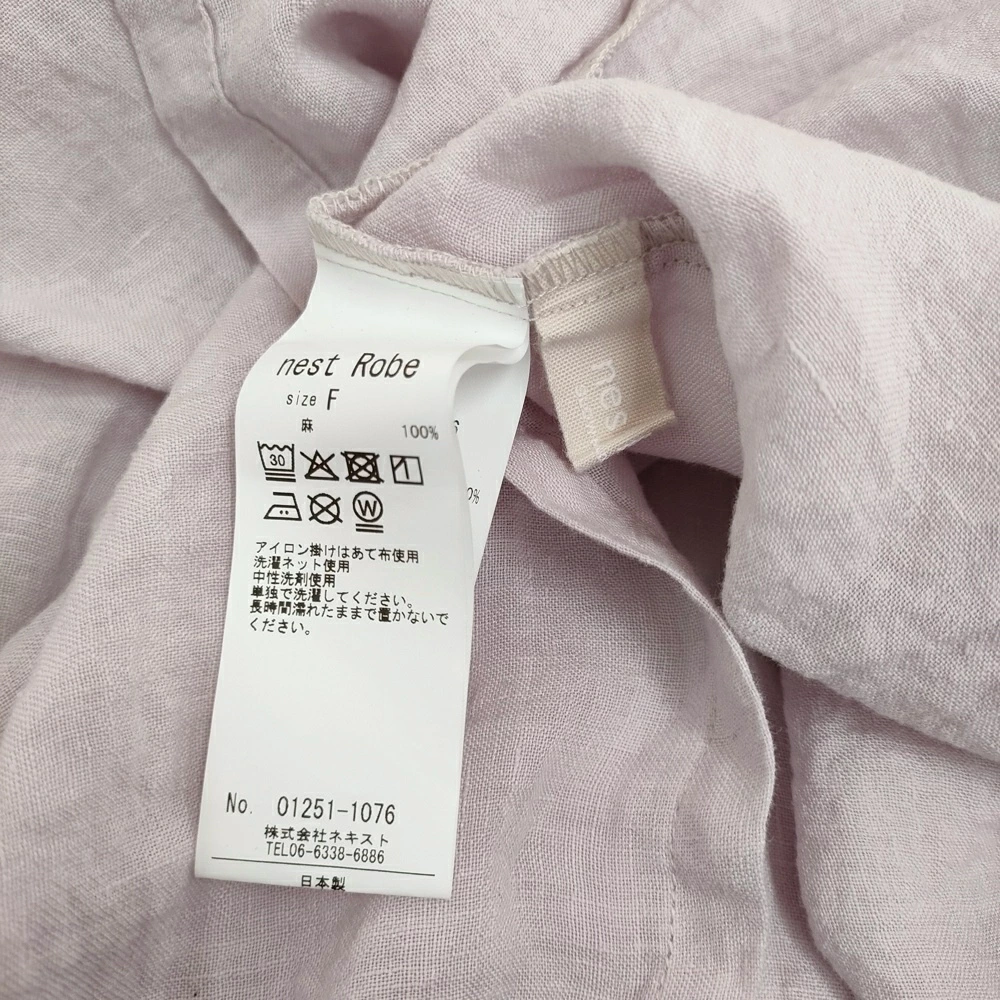 nest Robe
size F
麻 100%
30
W
アイロン掛けはあて布使用
洗濯ネット使用
中性洗剤使用
単独で洗濯してください。
長時間濡れたままで置かないで
ください。
No. 01251-1076
株式会社ネキスト
TEL06-6338-6886
日本製
nes